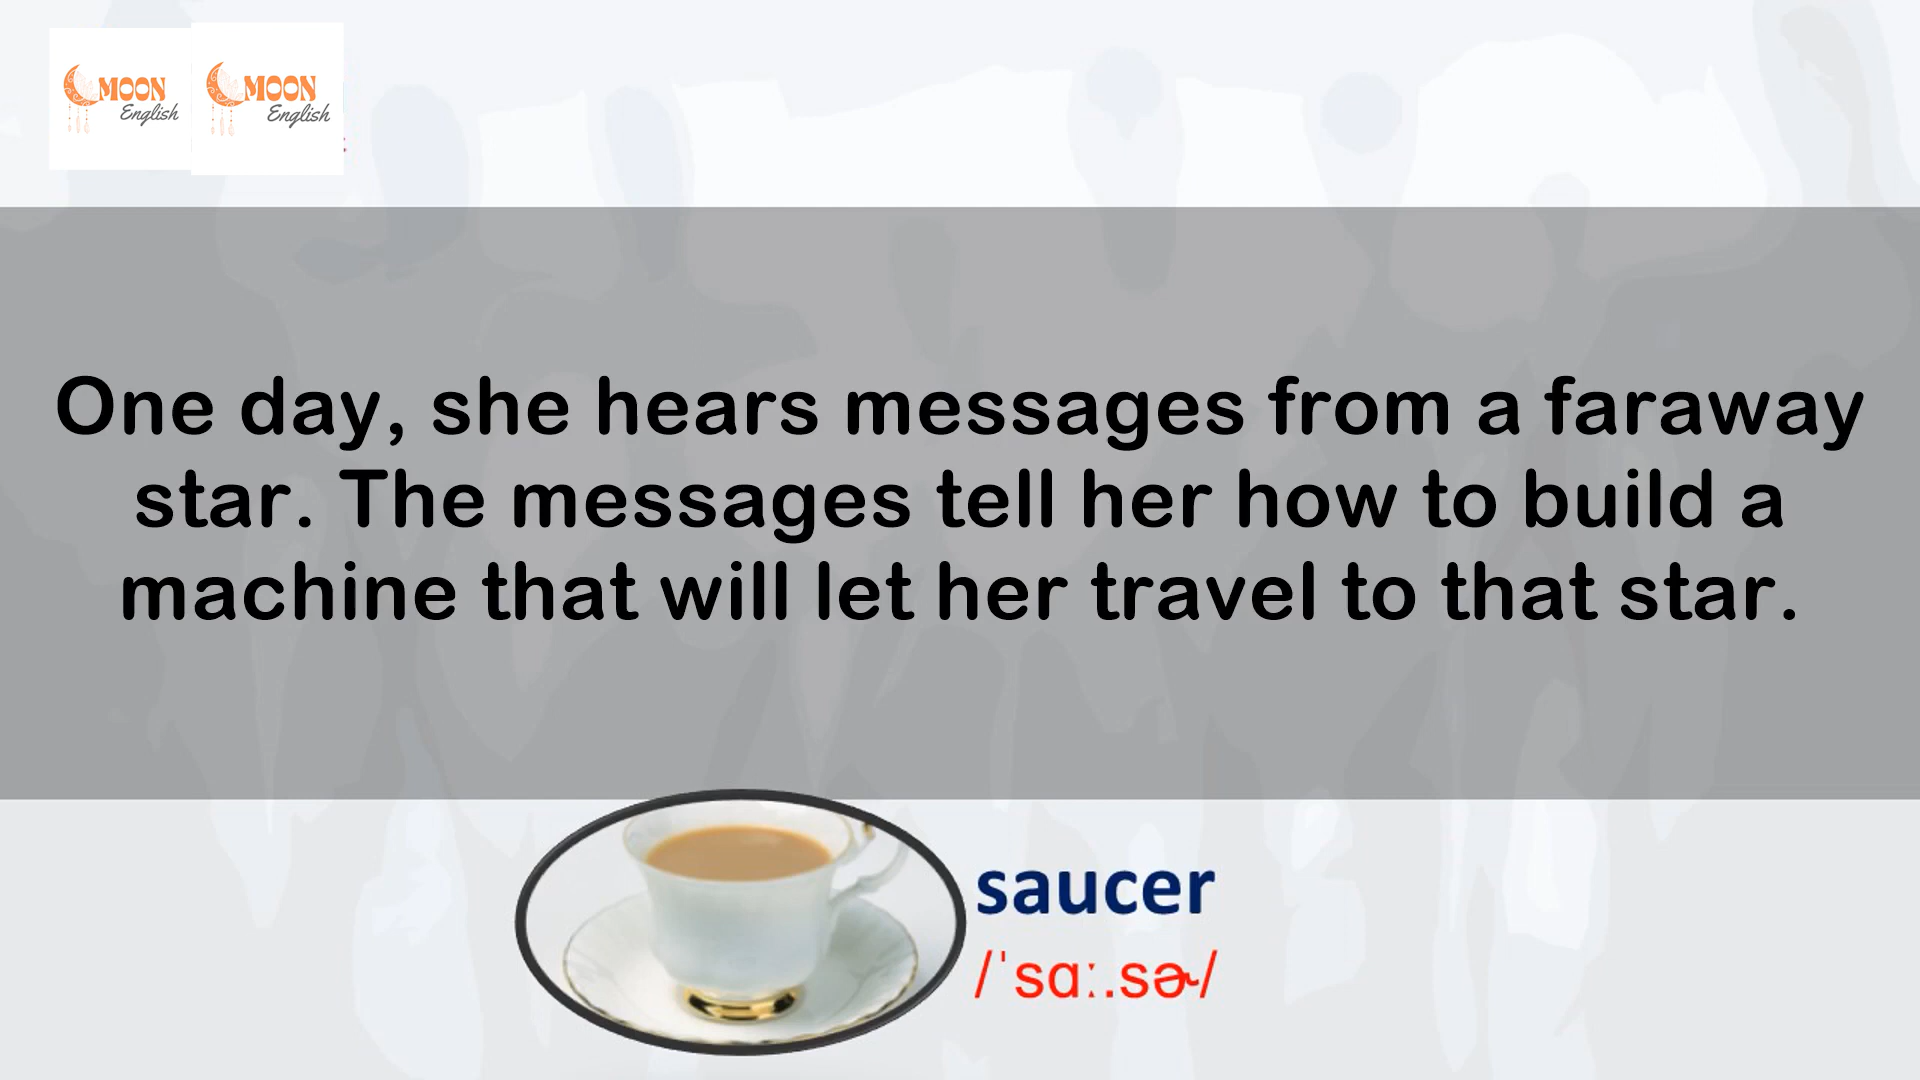 MOON
English
MOON
English
One day, she hears messages from a faraway
star. The messages tell her how to build a
machine that will let her travel to that star.
saucer
/ˈsɑː.sɚ/